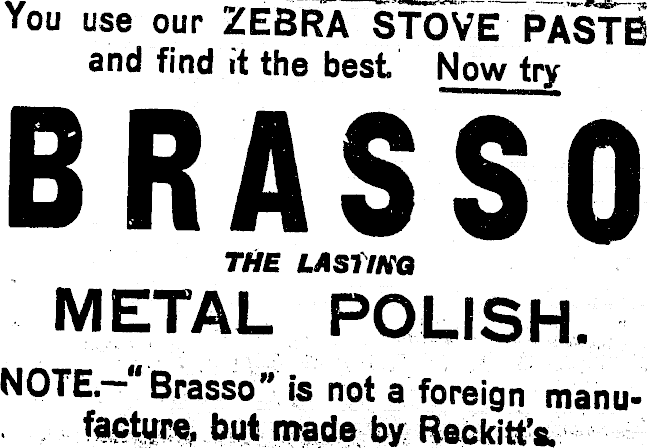 You use our ZEBRA STOVE PASTE
and find it the best. Now try
BRASSO
THE LASTING
METAL POLISH.
NOTE.—"Brasso" is not a foreign manu-
facture, but made by Reckitt's.